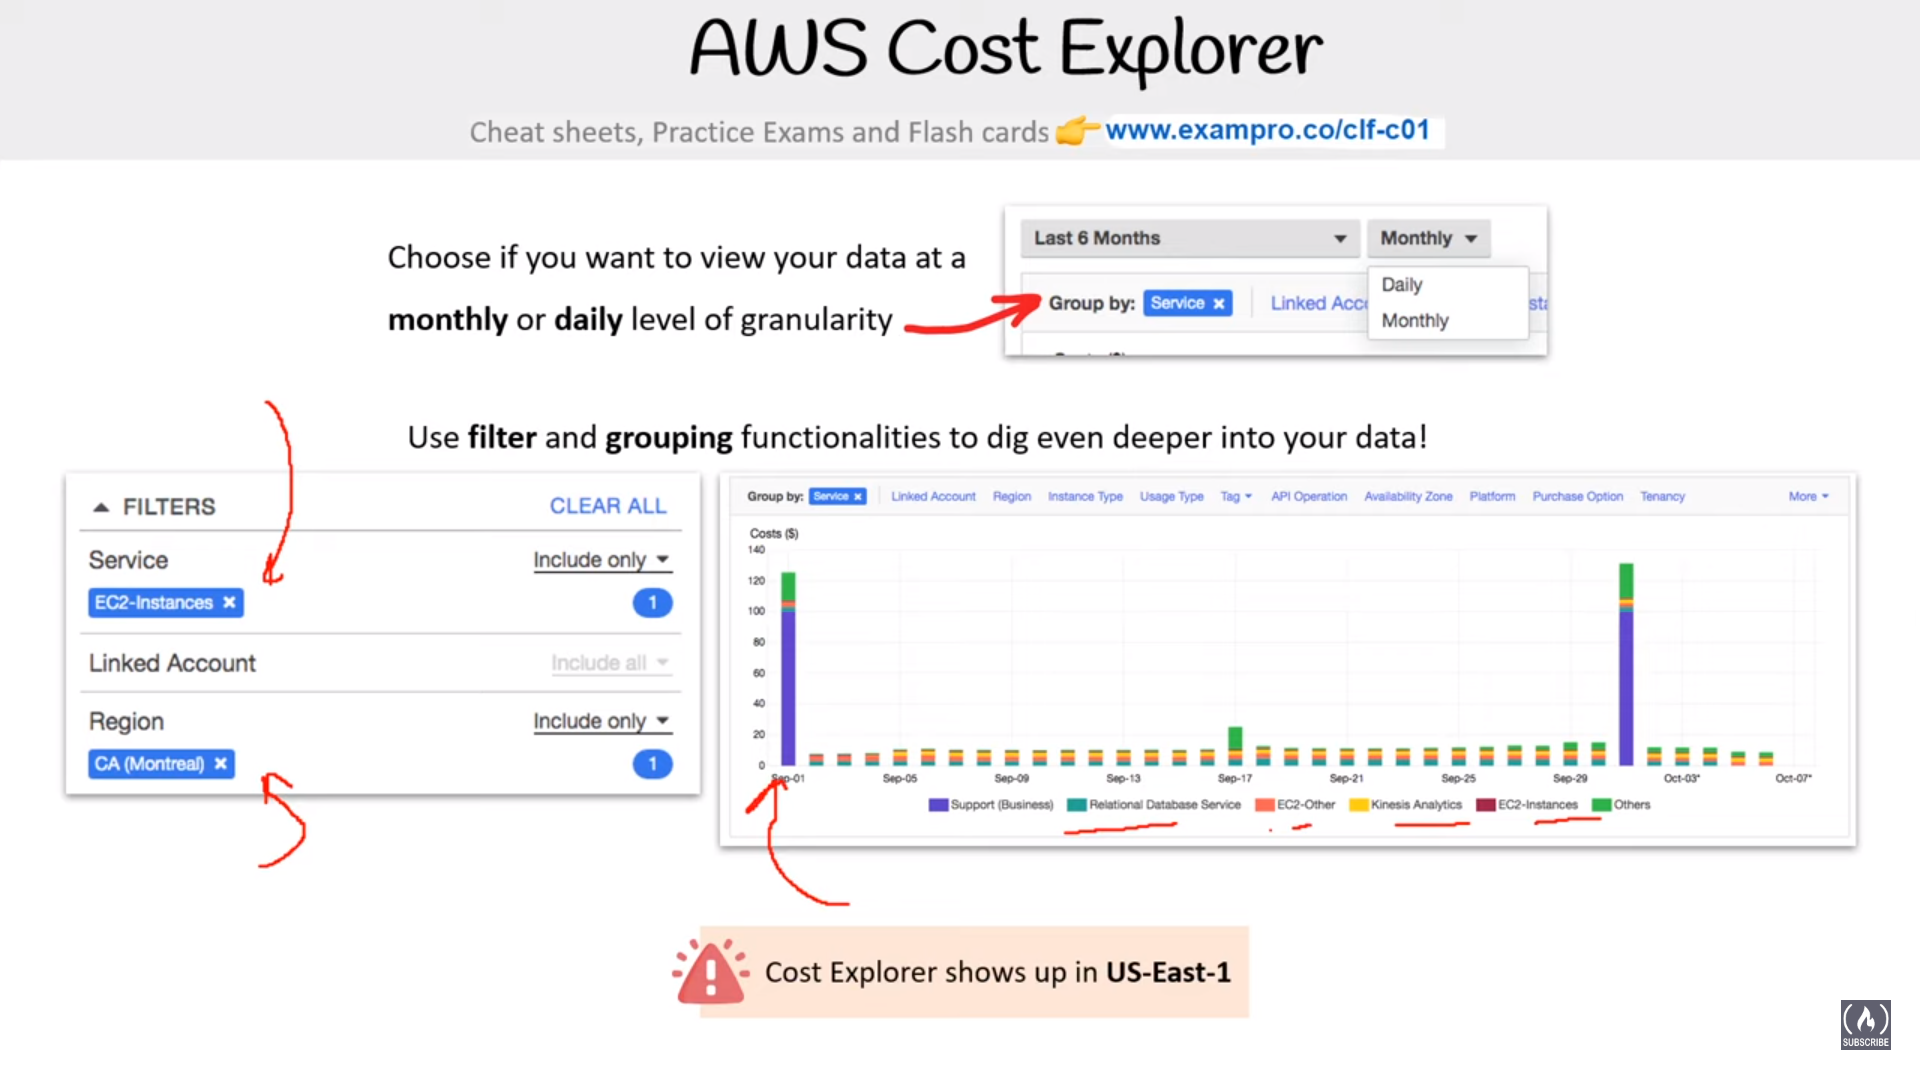 AWS Cost Explorer
Cheat sheets, Practice Exams and Flash cards 👉 www.exampro.co/clf-c01
Choose if you want to view your data at a
monthly or daily level of granularity
Last 6 Months
Monthly
Group by: Service ×
Linked Acc
Daily
Monthly
Use filter and grouping functionalities to dig even deeper into your data!
FILTERS
CLEAR ALL
Service
Include only
EC2-Instances ×
1
Linked Account
Include all
Region
Include only
CA (Montreal) ×
1
Group by: Service × Linked Account Region Instance Type Usage Type Tag API Operation Availability Zone Platform Purchase Option Tenancy More
Costs ($)
140
120
100
80
60
40
20
0
Sep-01 Sep-05 Sep-09 Sep-13 Sep-17 Sep-21 Sep-25 Sep-29 Oct-03* Oct-07*
Support (Business) Relational Database Service EC2-Other Kinesis Analytics EC2-Instances Others
Cost Explorer shows up in US-East-1
SUBSCRIBE